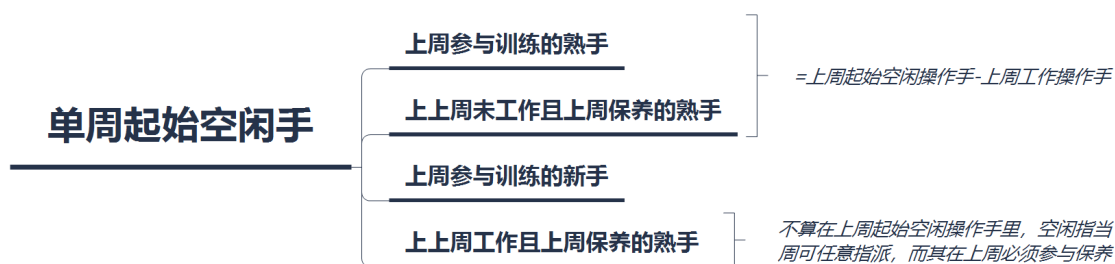 单周起始空闲手
上周参与训练的熟手
上上周未工作且上周保养的熟手
=上周起始空闲操作手-上周工作操作手
上周参与训练的新手
上上周工作且上周保养的熟手
不算在上周起始空闲操作手里，空闲指当
周可任意指派，而其在上周必须参与保养